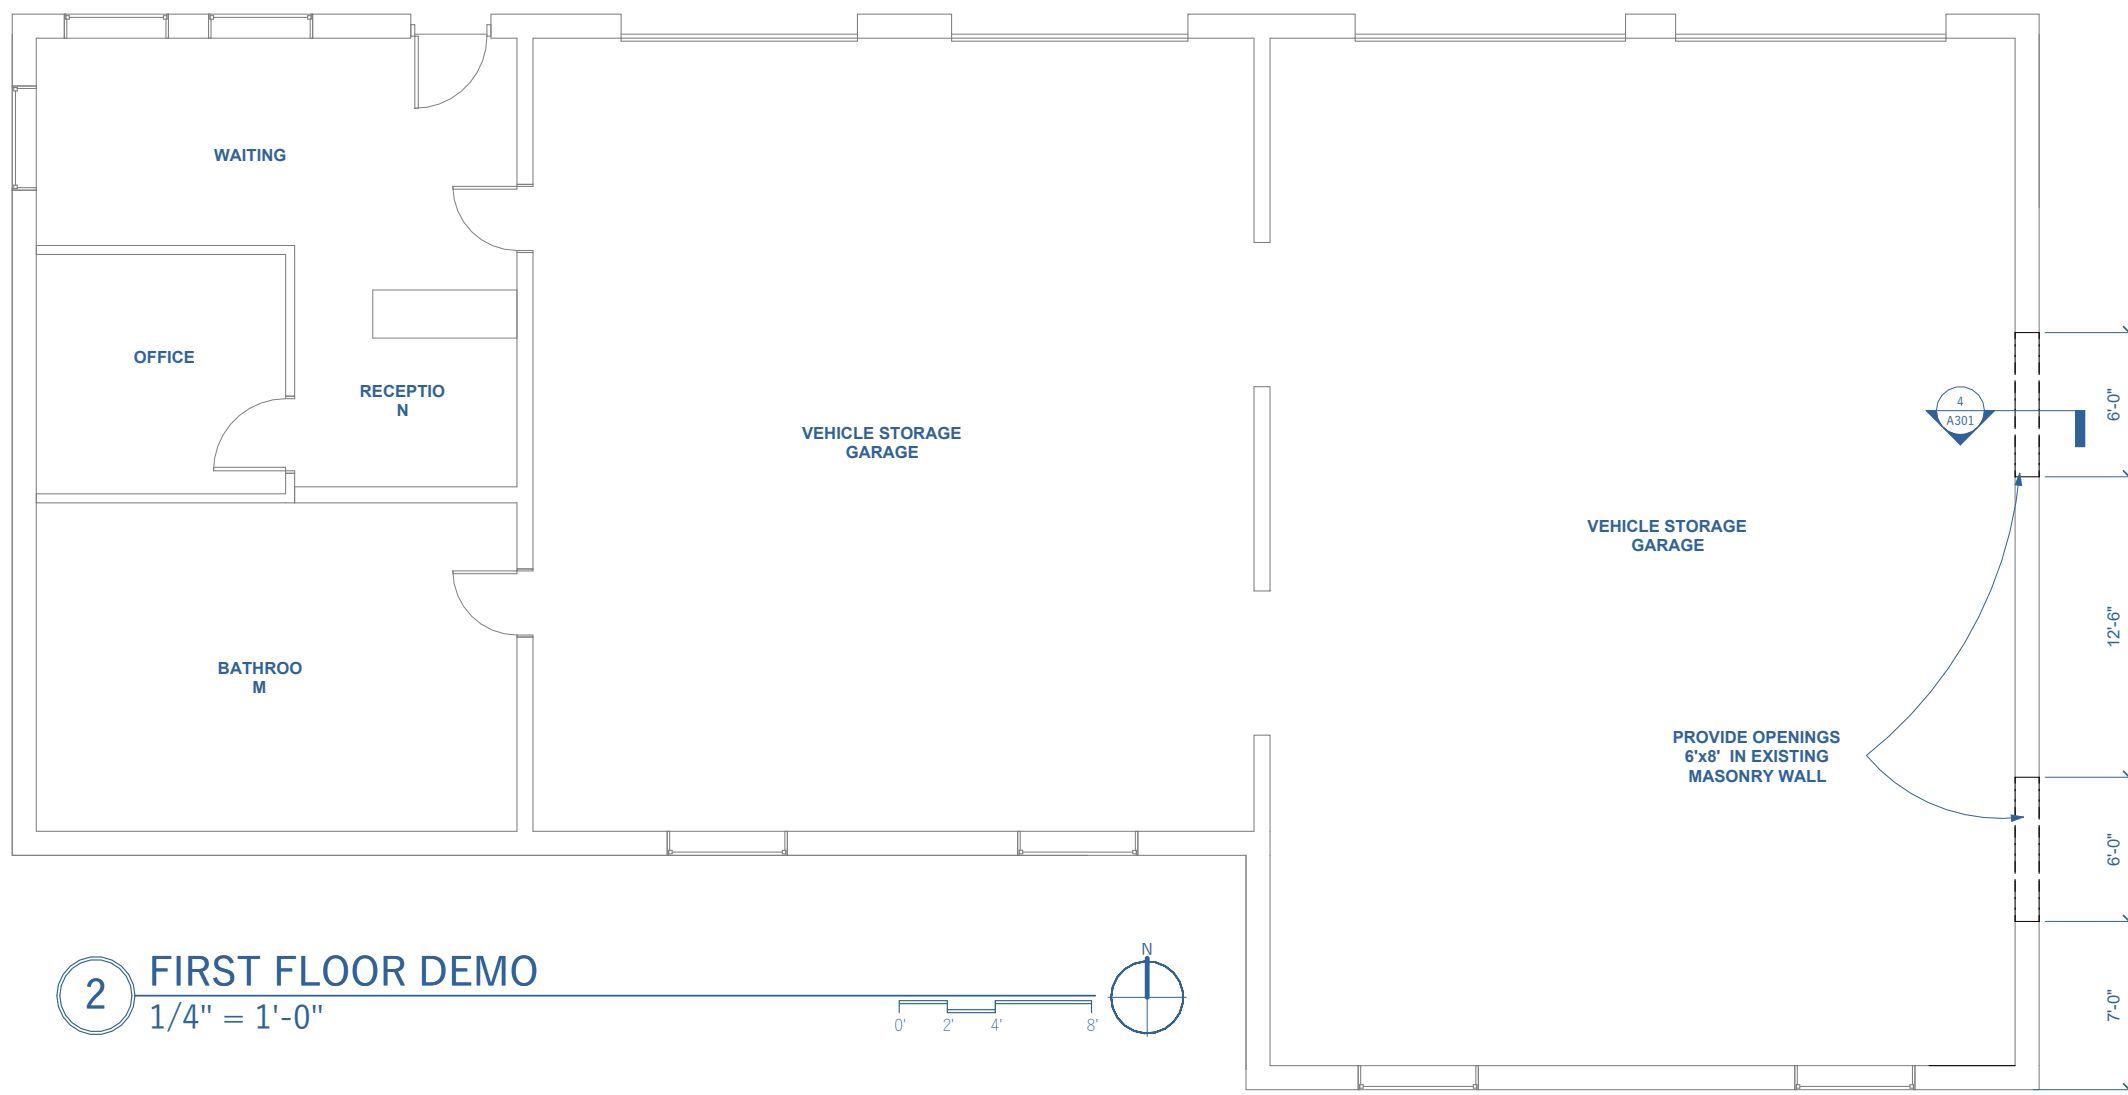 WAITING
OFFICE
RECEPTIO
N
BATHROO
M
VEHICLE STORAGE
GARAGE
VEHICLE STORAGE
GARAGE
4
A301
PROVIDE OPENINGS
6'x8' IN EXISTING
MASONRY WALL
6'-0"
12'-6"
6'-0"
7'-0"
2
FIRST FLOOR DEMO
1/4" = 1'-0"
0' 2' 4' 8'
N